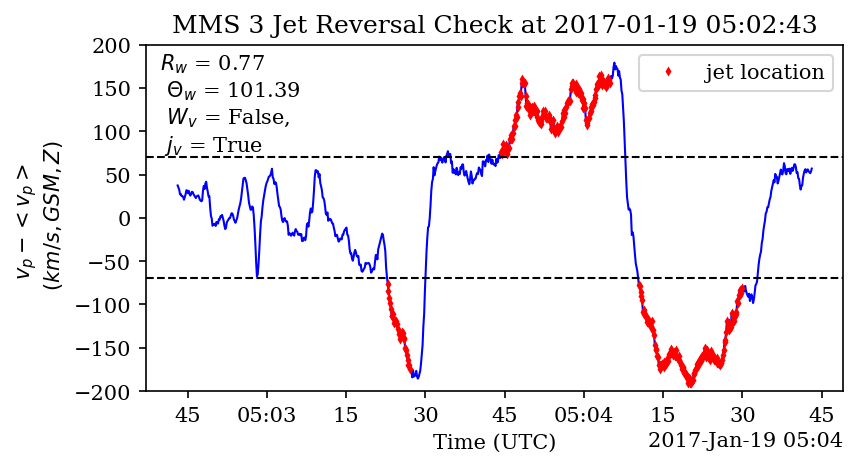 MMS 3 Jet Reversal Check at 2017-01-19 05:02:43
R_w = 0.77
Θ_w = 101.39
W_v = False,
j_v = True
jet location
v_p − < v_p >
(km/s, GSM, Z)
200
150
100
50
0
−50
−100
−150
−200
45 05:03 15 30 45 05:04 15 30 45
Time (UTC)
2017-Jan-19 05:04